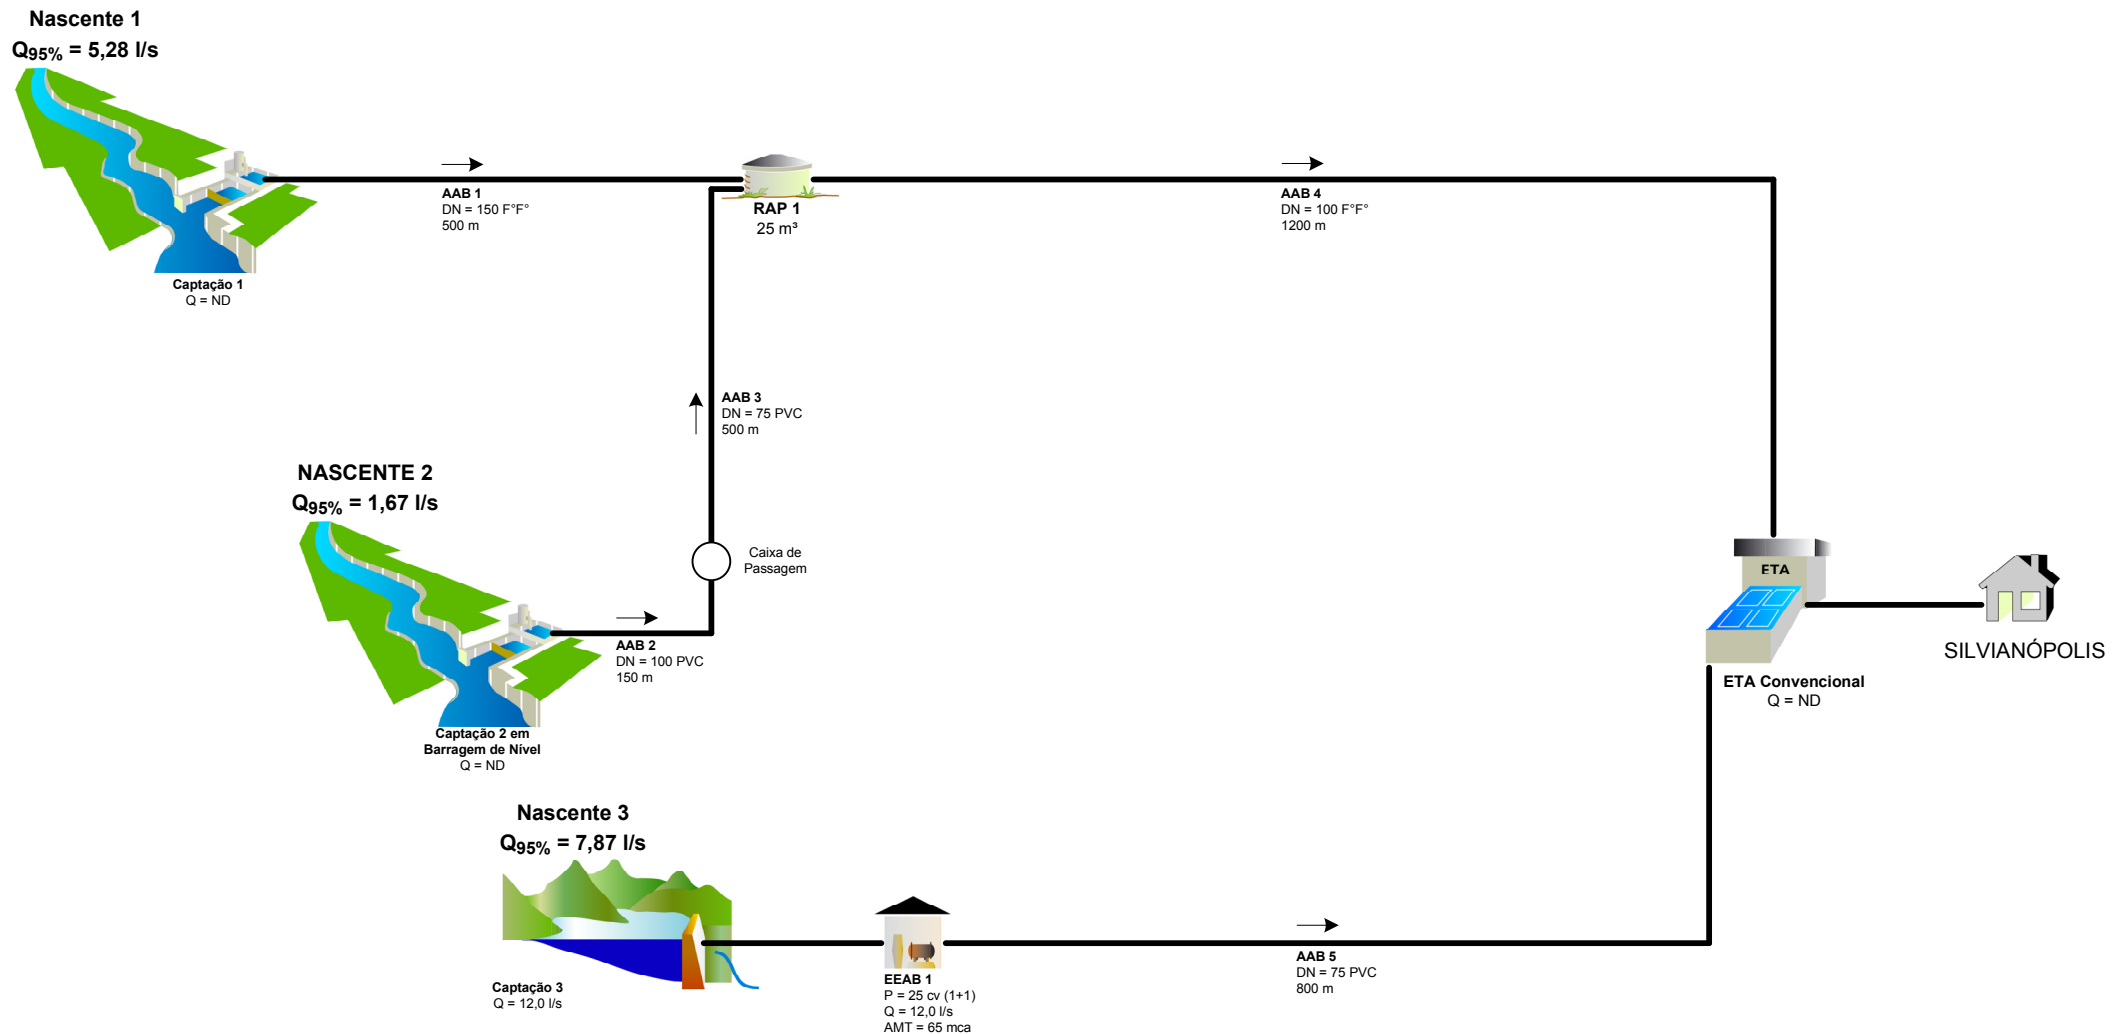 Nascente 1
Q95% = 5,28 l/s
Captação 1
Q = ND
AAB 1
DN = 150 F°F°
500 m
RAP 1
25 m³
AAB 4
DN = 100 F°F°
1200 m
AAB 3
DN = 75 PVC
500 m
NASCENTE 2
Q95% = 1,67 l/s
Caixa de
Passagem
AAB 2
DN = 100 PVC
150 m
Captação 2 em
Barragem de Nível
Q = ND
ETA
ETA Convencional
Q = ND
SILVIANÓPOLIS
Nascente 3
Q95% = 7,87 l/s
Captação 3
Q = 12,0 l/s
EEAB 1
P = 25 cv (1+1)
Q = 12,0 l/s
AMT = 65 mca
AAB 5
DN = 75 PVC
800 m